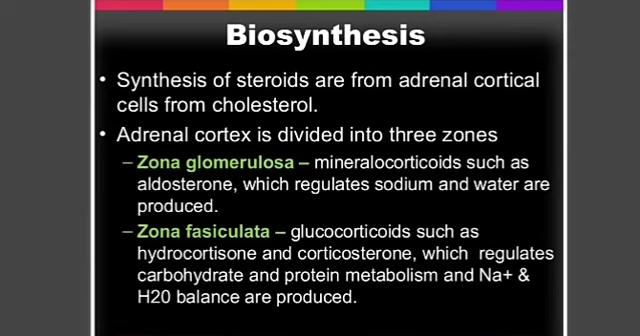 Biosynthesis
• Synthesis of steroids are from adrenal cortical
cells from cholesterol.
• Adrenal cortex is divided into three zones
– Zona glomerulosa – mineralocorticoids such as
aldosterone, which regulates sodium and water are
produced.
– Zona fasiculata – glucocorticoids such as
hydrocortisone and corticosterone, which regulates
carbohydrate and protein metabolism and Na+ &
H20 balance are produced.